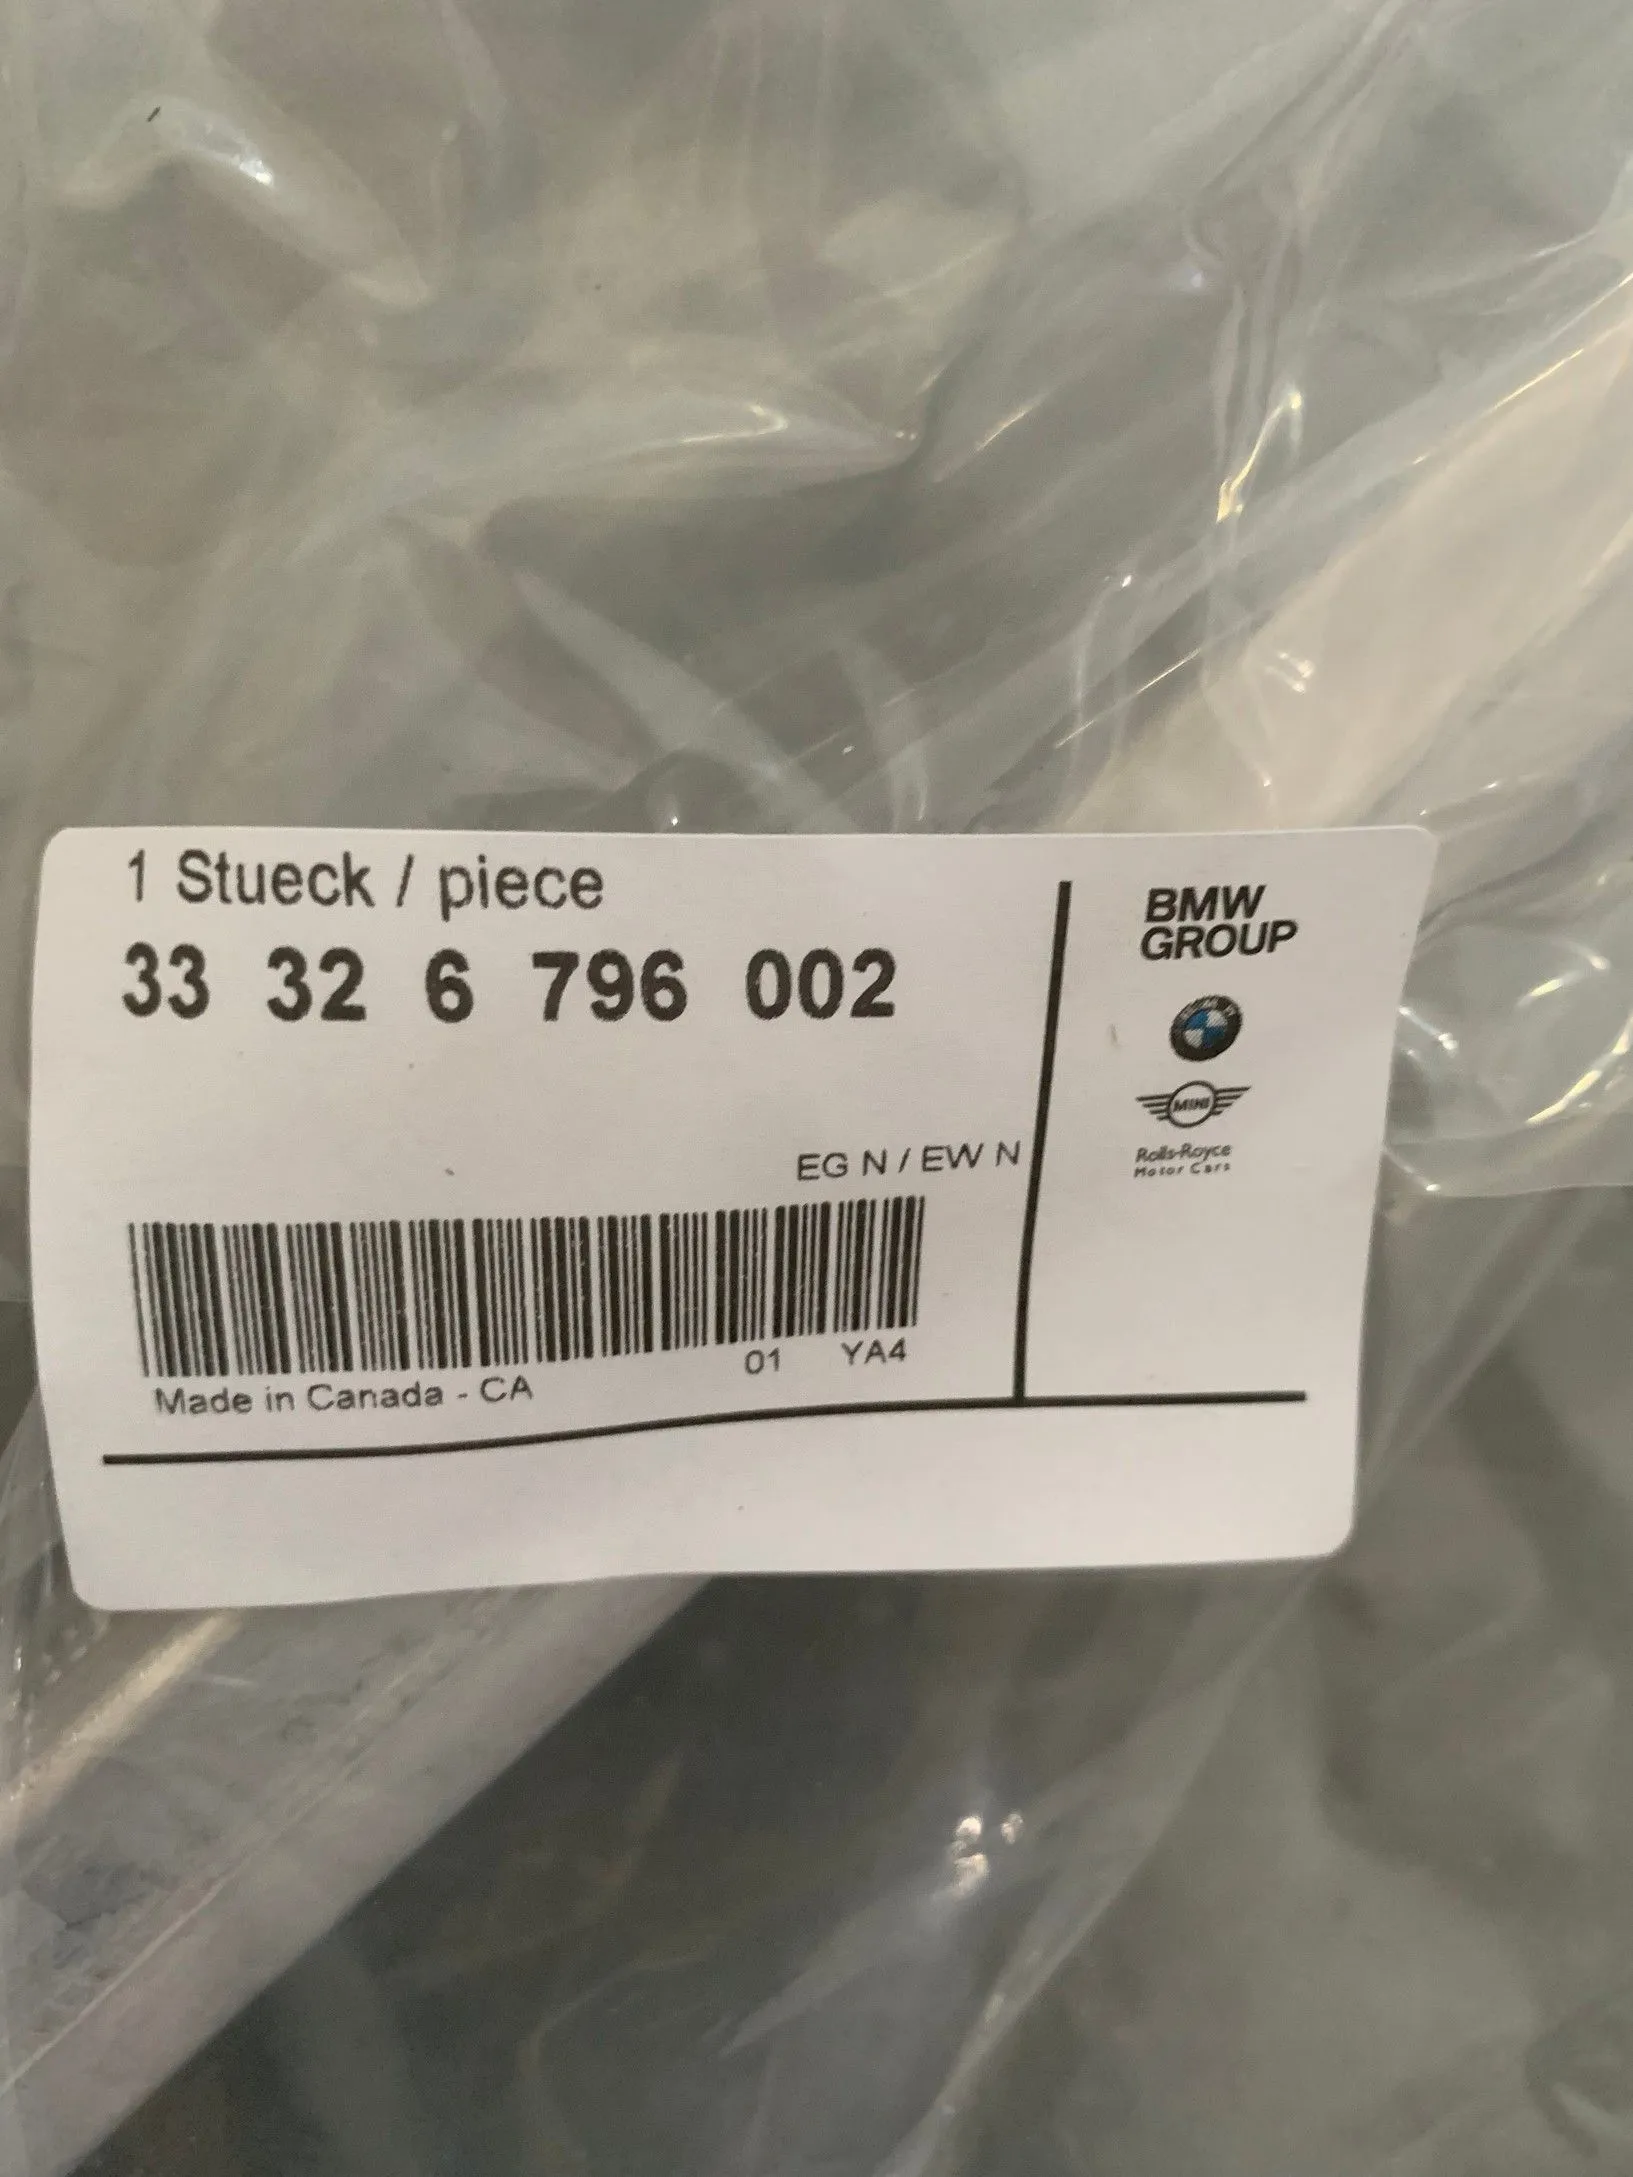 1 Stueck / piece
33 32 6 796 002
EG N / EW N
01 YA4
Made in Canada - CA
BMW
GROUP
MINI
Rolls-Royce
Motor Cars